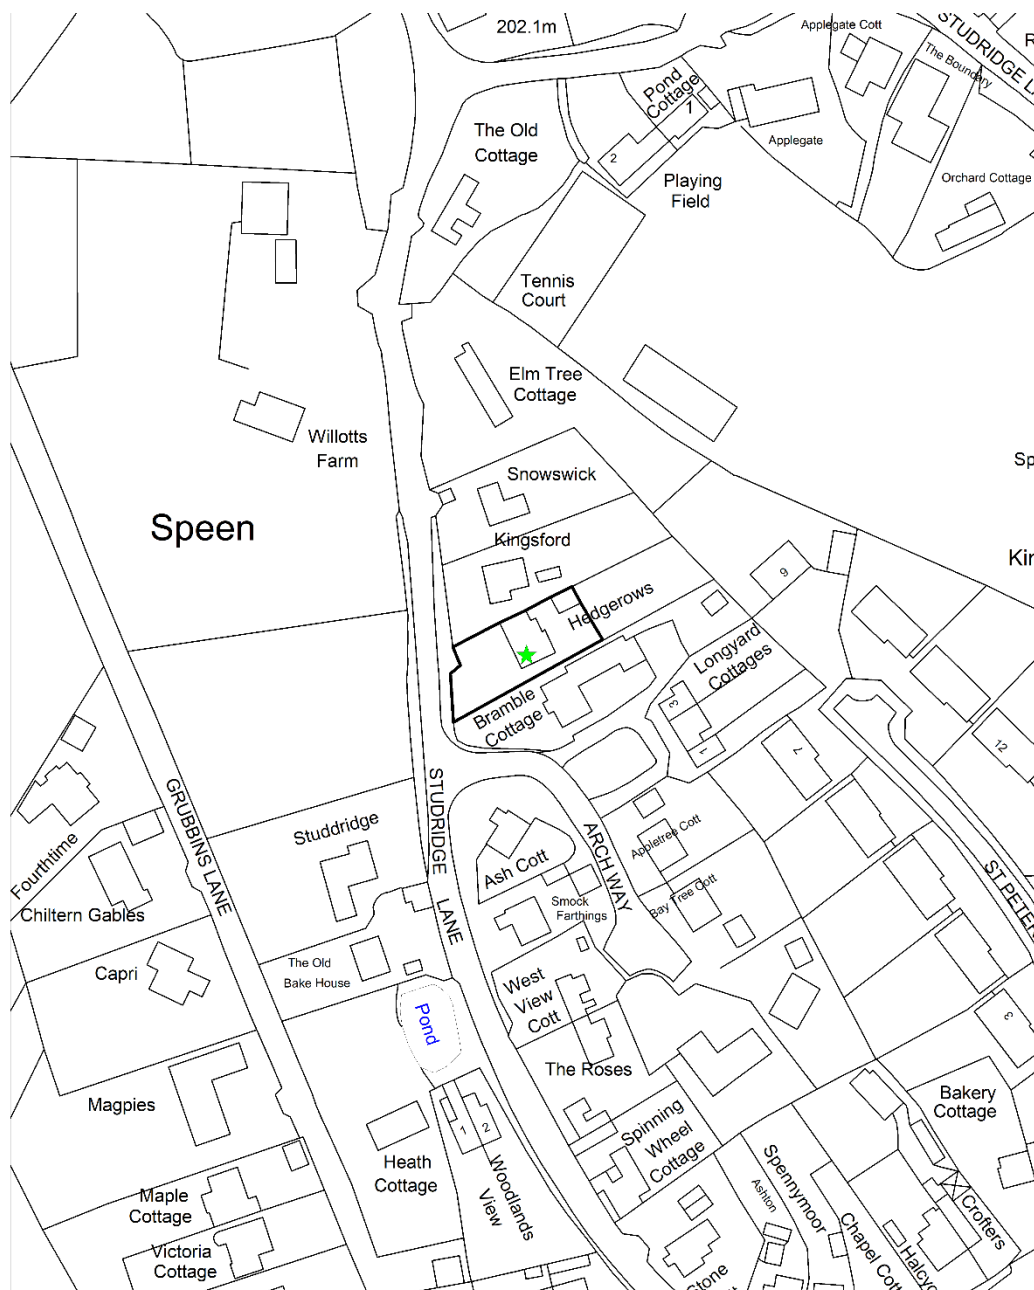 202.1m
Applegate Cott
STUDRIDGE L
The Boundary
R
Pond
Cottage
1
2
The Old
Cottage
Applegate
Playing
Field
Orchard Cottage
Tennis
Court
Elm Tree
Cottage
Willotts
Farm
Snowswick
Sp
Speen
Kingsford
Kin
9
Hedgerows
Longyard
Cottages
3
1
Bramble
Cottage
7
12
STUDRIDGE
LANE
GRUBBINS LANE
Studdridge
ARCH WAY
Appletree Cott
Ash Cott
Bay Tree Cott
Smock
Farthings
ST PETER
Fourthtime
Chiltern Gables
Capri
The Old
Bake House
West
View
Cott
Pond
3
The Roses
Magpies
Bakery
Cottage
1
2
Spinning
Wheel
Cottage
Heath
Cottage
Woodlands
View
Spennymoor
Ashton
Maple
Cottage
Crofters
Chapel Cott
Halcyo
Victoria
Cottage
Stone